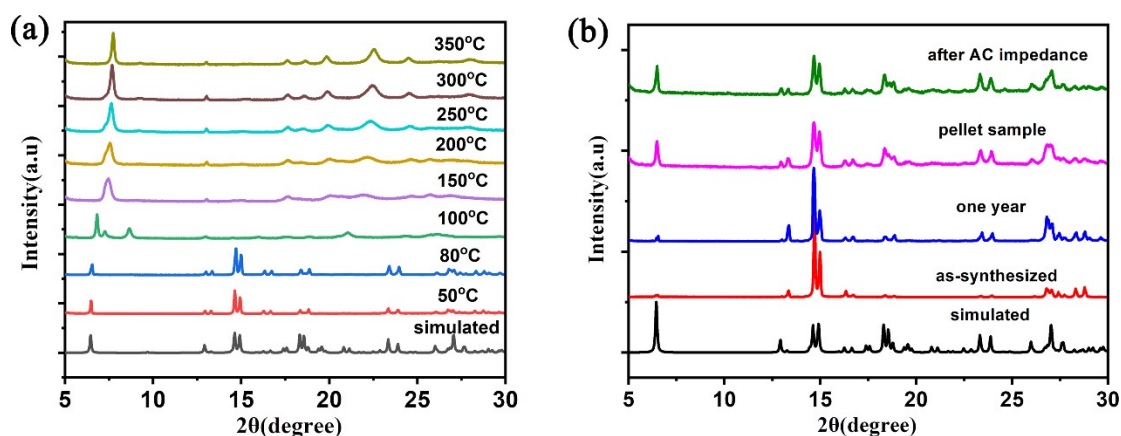 (a)
350°C
300°C
250°C
200°C
150°C
100°C
80°C
50°C
simulated
Intensity(a.u)
5 10 15 20 25 30
2θ(degree)
(b)
after AC impedance
pellet sample
one year
as-synthesized
simulated
Intensity(a.u)
5 10 15 20 25 30
2θ(degree)